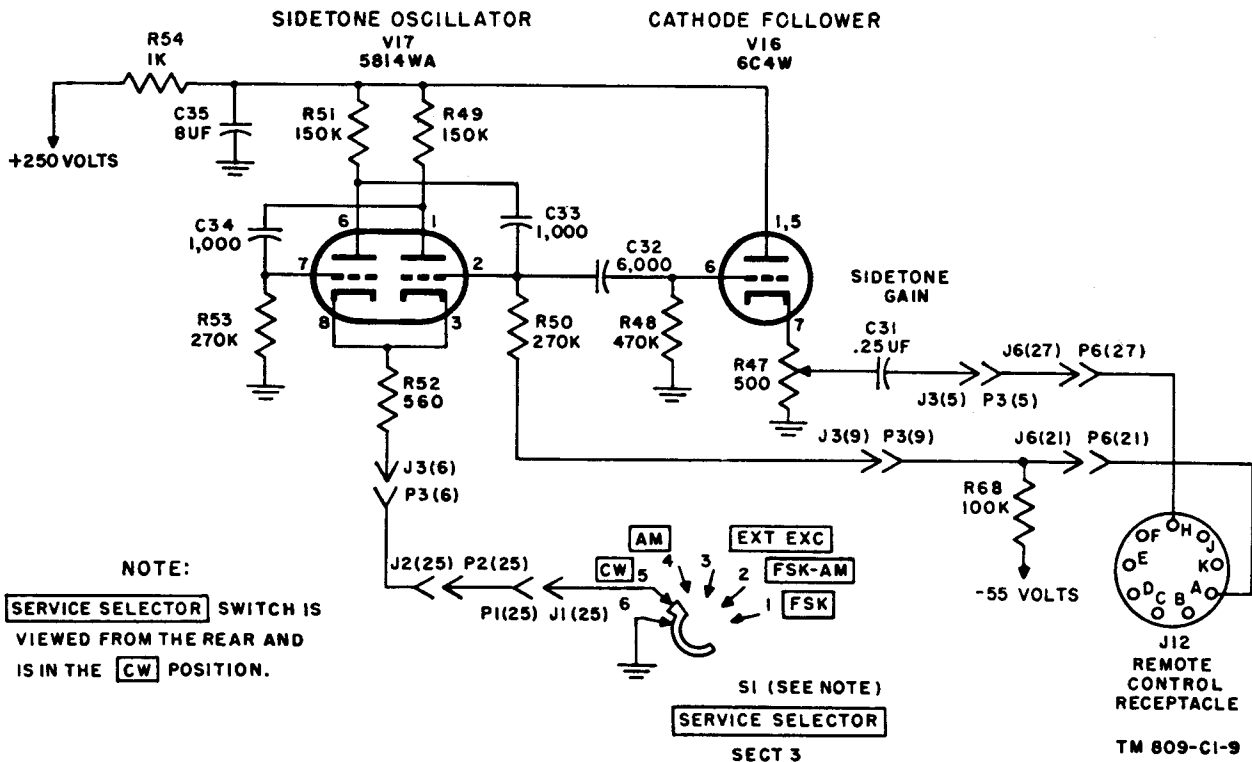 SIDETONE OSCILLATOR
V17
5814WA
CATHODE FOLLOWER
V16
6C4W
R54
1K
C35
8UF
R51
150K
R49
150K
+250 VOLTS
C34
1,000
6
1
C33
1,000
7
2
8
3
C32
6,000
1,5
6
7
SIDETONE
GAIN
R53
270K
R50
270K
R48
470K
R47
500
C31
.25UF
J6(27) P6(27)
J3(5) P3(5)
R52
560
J3(9) P3(9)
J6(21) P6(21)
J3(6)
P3(6)
R68
100K
-55 VOLTS
H
J
K
A
B
C
D
E
F
J12
REMOTE
CONTROL
RECEPTACLE
J2(25) P2(25)
P1(25) J1(25)
AM
EXT EXC
CW
FSK-AM
FSK
6
5
4
3
2
1
S1 (SEE NOTE)
SERVICE SELECTOR
SECT 3
NOTE:
SERVICE SELECTOR SWITCH IS
VIEWED FROM THE REAR AND
IS IN THE CW POSITION.
TM 809-C1-9